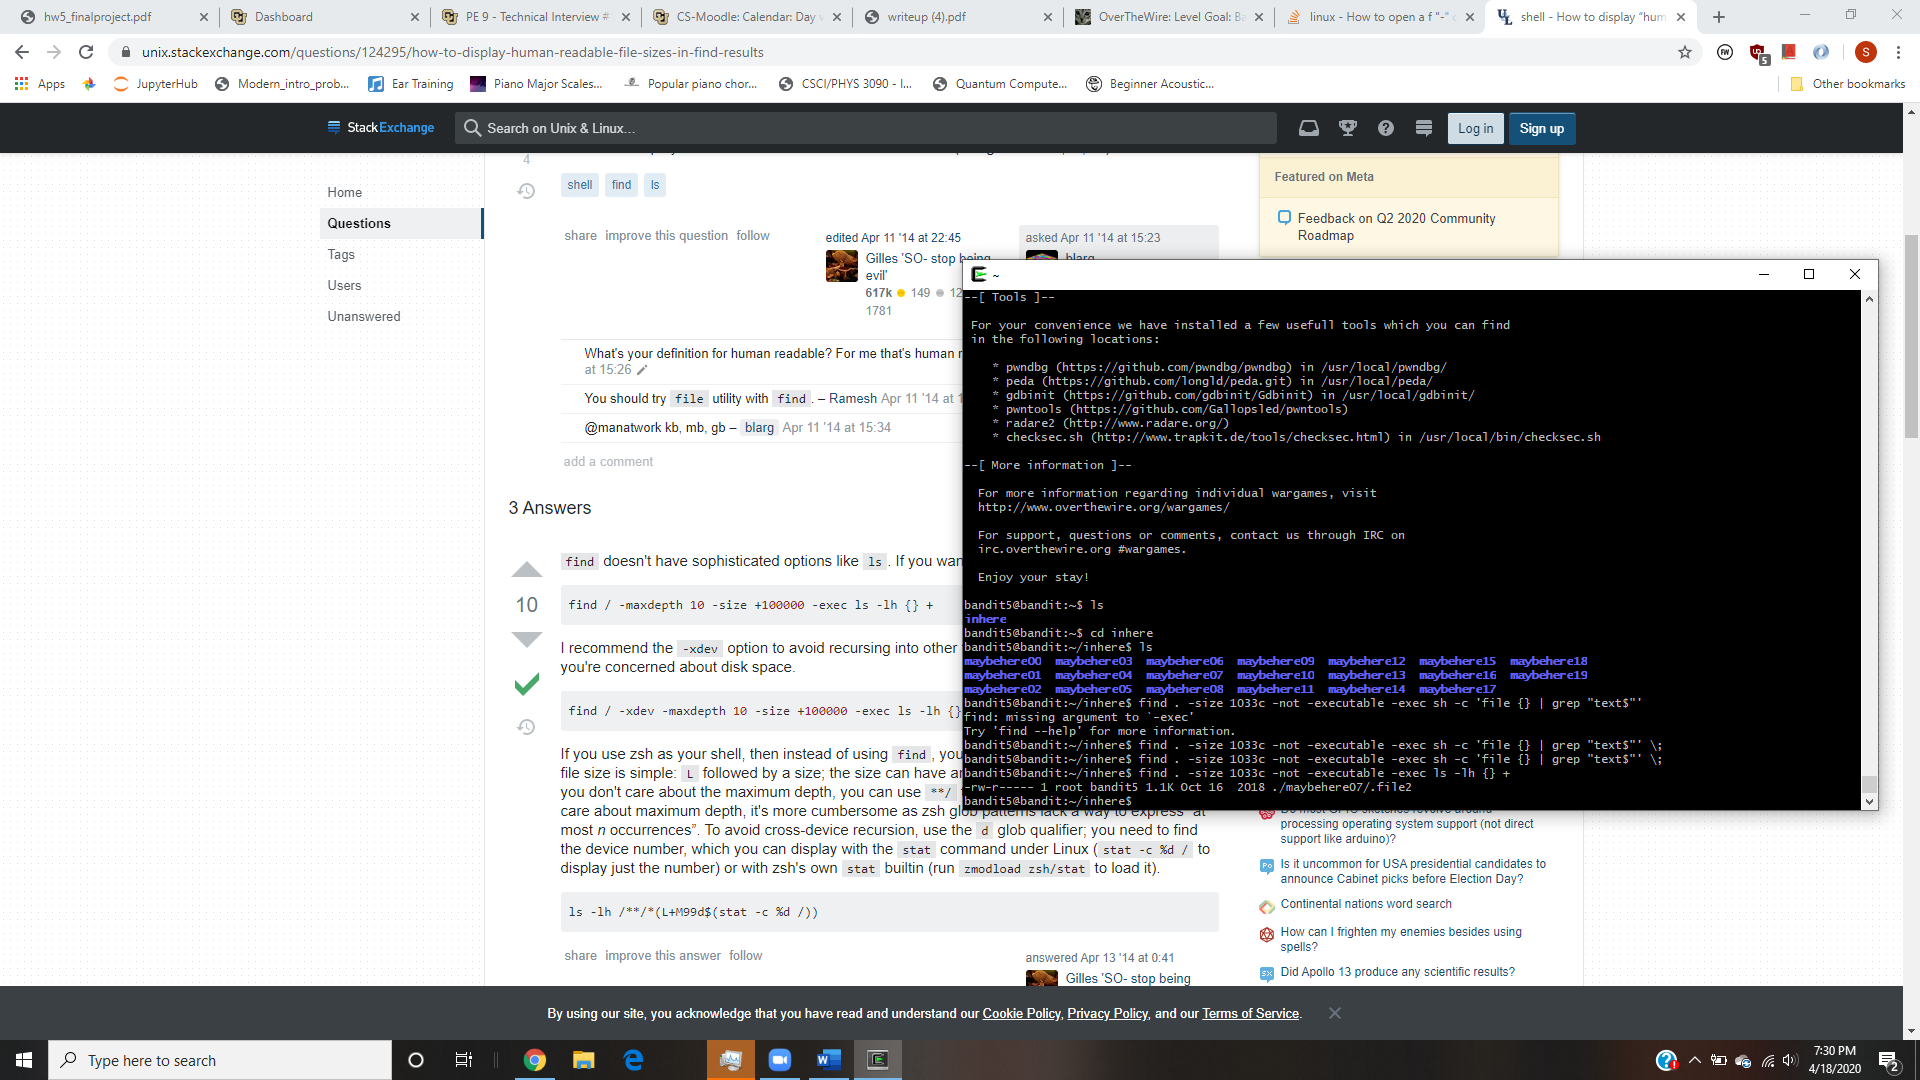 hw5_finalproject.pdf
Dashboard
PE 9 - Technical Interview #
CS-Moodle: Calendar: Day v
writeup (4).pdf
OverTheWire: Level Goal: Ba
linux - How to open a f "-" c
shell - How to display "hum
unix.stackexchange.com/questions/124295/how-to-display-human-readable-file-sizes-in-find-results
5
S
Apps
JupyterHub
Modern_intro_prob...
Ear Training
Piano Major Scales...
Popular piano chor...
CSCI/PHYS 3090 - I...
Quantum Compute...
Beginner Acoustic...
Other bookmarks
StackExchange
Search on Unix & Linux...
Log in
Sign up
4
Home
Questions
Tags
Users
Unanswered
shell find ls
share improve this question follow
edited Apr 11 '14 at 22:45
Gilles 'SO- stop being
evil'
617k 149 12
1781
asked Apr 11 '14 at 15:23
blarg
Featured on Meta
Feedback on Q2 2020 Community
Roadmap
What's your definition for human readable? For me that's human r
at 15:26
You should try file utility with find . – Ramesh Apr 11 '14 at 1
@manatwork kb, mb, gb – blarg Apr 11 '14 at 15:34
add a comment
3 Answers
find doesn't have sophisticated options like ls . If you wan
10
find / -maxdepth 10 -size +100000 -exec ls -lh {} +
I recommend the -xdev option to avoid recursing into other
you're concerned about disk space.
find / -xdev -maxdepth 10 -size +100000 -exec ls -lh {}
If you use zsh as your shell, then instead of using find , you
file size is simple: L followed by a size; the size can have an
you don't care about the maximum depth, you can use **/
care about maximum depth, it's more cumbersome as zsh glob patterns lack a way to express "at
most n occurrences". To avoid cross-device recursion, use the d glob qualifier; you need to find
the device number, which you can display with the stat command under Linux ( stat -c %d / to
display just the number) or with zsh's own stat builtin (run zmodload zsh/stat to load it).
ls -lh /**/*(L+M99d$(stat -c %d /))
share improve this answer follow
answered Apr 13 '14 at 0:41
Gilles 'SO- stop being
~
--[ Tools ]--
For your convenience we have installed a few usefull tools which you can find
in the following locations:
* pwndbg (https://github.com/pwndbg/pwndbg) in /usr/local/pwndbg/
* peda (https://github.com/longld/peda.git) in /usr/local/peda/
* gdbinit (https://github.com/gdbinit/Gdbinit) in /usr/local/gdbinit/
* pwntools (https://github.com/Gallopsled/pwntools)
* radare2 (http://www.radare.org/)
* checksec.sh (http://www.trapkit.de/tools/checksec.html) in /usr/local/bin/checksec.sh
--[ More information ]--
For more information regarding individual wargames, visit
http://www.overthewire.org/wargames/
For support, questions or comments, contact us through IRC on
irc.overthewire.org #wargames.
Enjoy your stay!
bandit5@bandit:~$ ls
inhere
bandit5@bandit:~$ cd inhere
bandit5@bandit:~/inhere$ ls
maybehere00 maybehere03 maybehere06 maybehere09 maybehere12 maybehere15 maybehere18
maybehere01 maybehere04 maybehere07 maybehere10 maybehere13 maybehere16 maybehere19
maybehere02 maybehere05 maybehere08 maybehere11 maybehere14 maybehere17
bandit5@bandit:~/inhere$ find . -size 1033c -not -executable -exec sh -c 'file {} | grep "text$"'
find: missing argument to `-exec'
Try 'find --help' for more information.
bandit5@bandit:~/inhere$ find . -size 1033c -not -executable -exec sh -c 'file {} | grep "text$"' \;
bandit5@bandit:~/inhere$ find . -size 1033c -not -executable -exec sh -c 'file {} | grep "text$"' \;
bandit5@bandit:~/inhere$ find . -size 1033c -not -executable -exec ls -lh {} +
-rw-r----- 1 root bandit5 1.1K Oct 16 2018 ./maybehere07/.file2
bandit5@bandit:~/inhere$
processing operating system support (not direct
support like arduino)?
Is it uncommon for USA presidential candidates to
announce Cabinet picks before Election Day?
Continental nations word search
How can I frighten my enemies besides using
spells?
Did Apollo 13 produce any scientific results?
By using our site, you acknowledge that you have read and understand our Cookie Policy, Privacy Policy, and our Terms of Service.
Type here to search
7:30 PM
4/18/2020
2